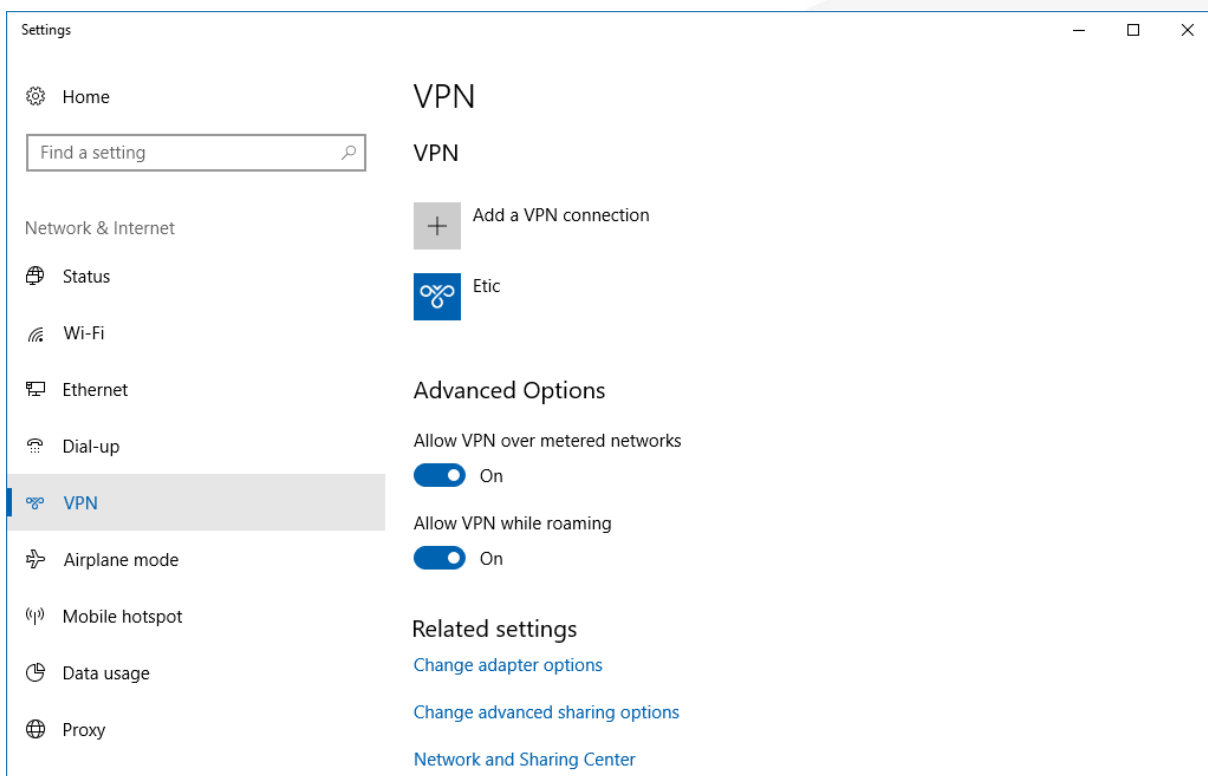 Settings
Home
Find a setting
Network & Internet
Status
Wi-Fi
Ethernet
Dial-up
VPN
Airplane mode
Mobile hotspot
Data usage
Proxy
VPN
VPN
Add a VPN connection
Etic
Advanced Options
Allow VPN over metered networks
On
Allow VPN while roaming
On
Related settings
Change adapter options
Change advanced sharing options
Network and Sharing Center